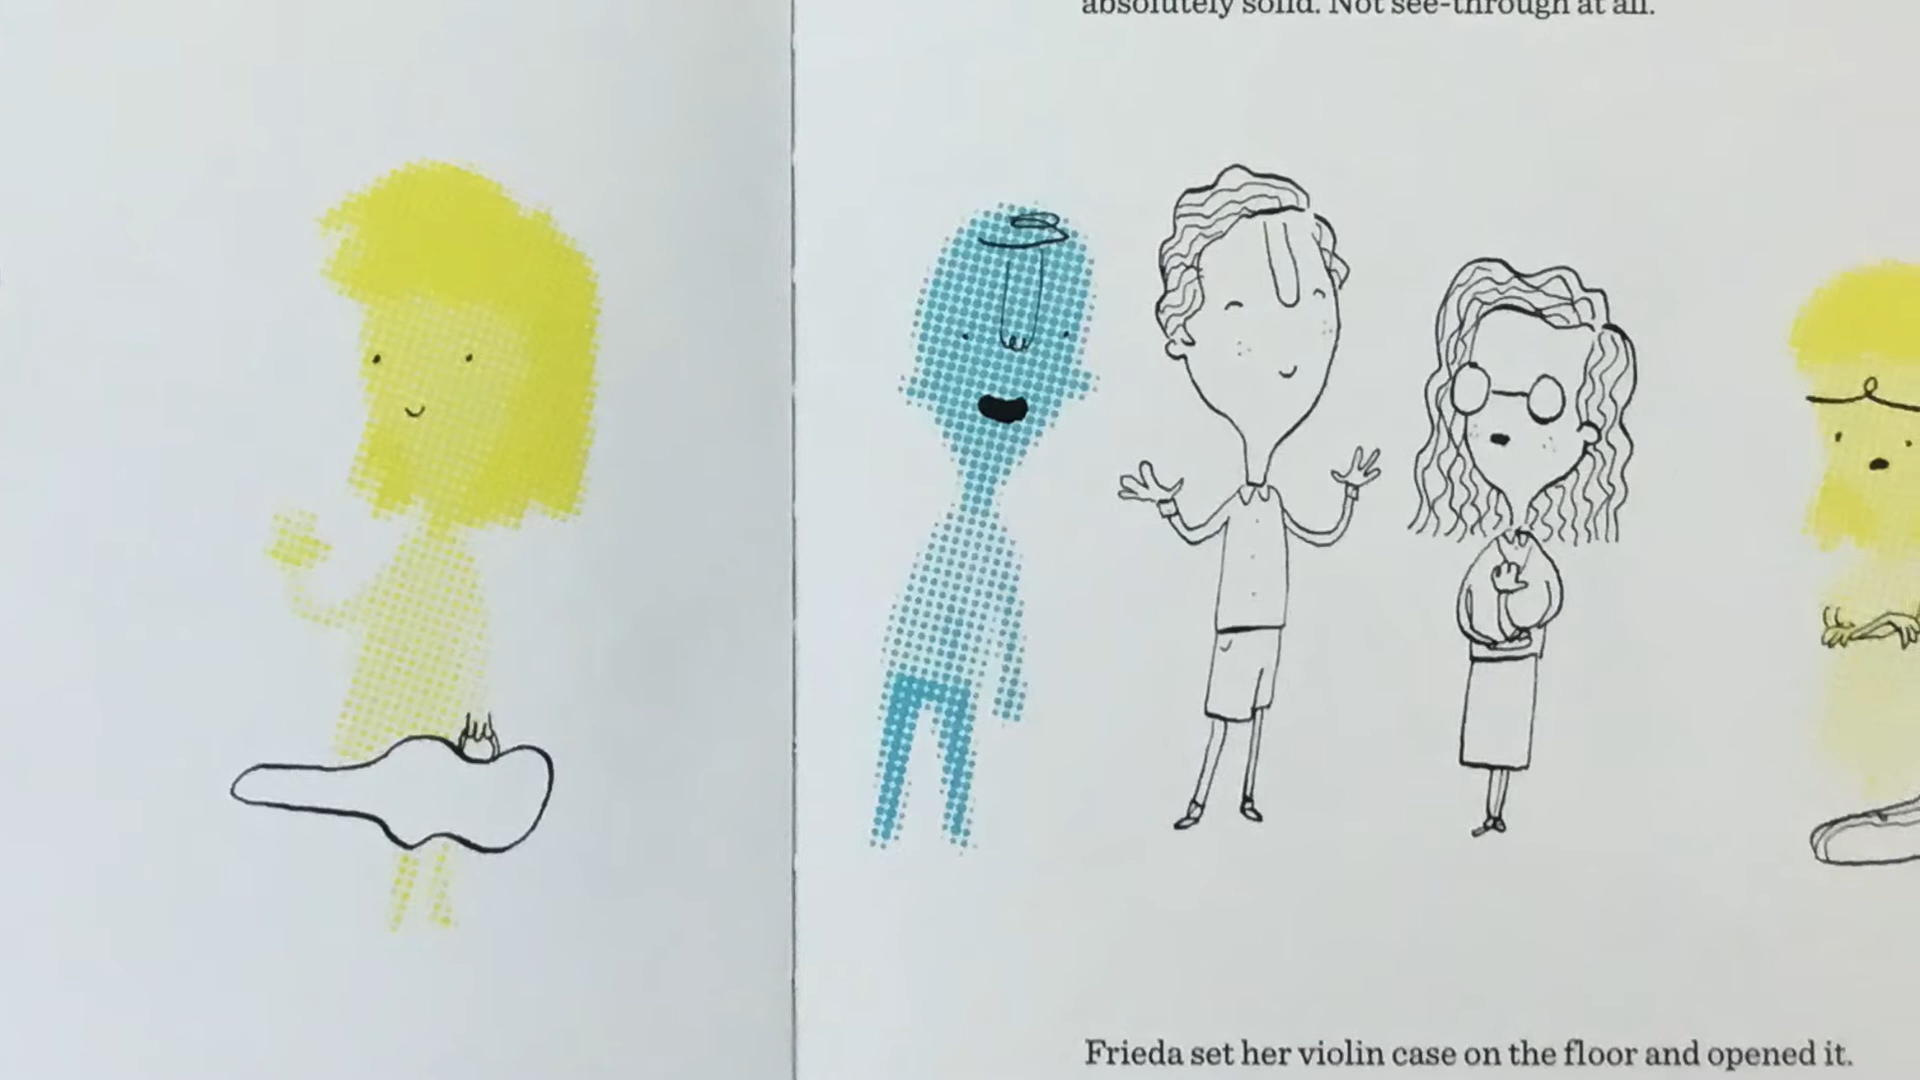 absolutely solid. Not see-through at all.
Frieda set her violin case on the floor and opened it.